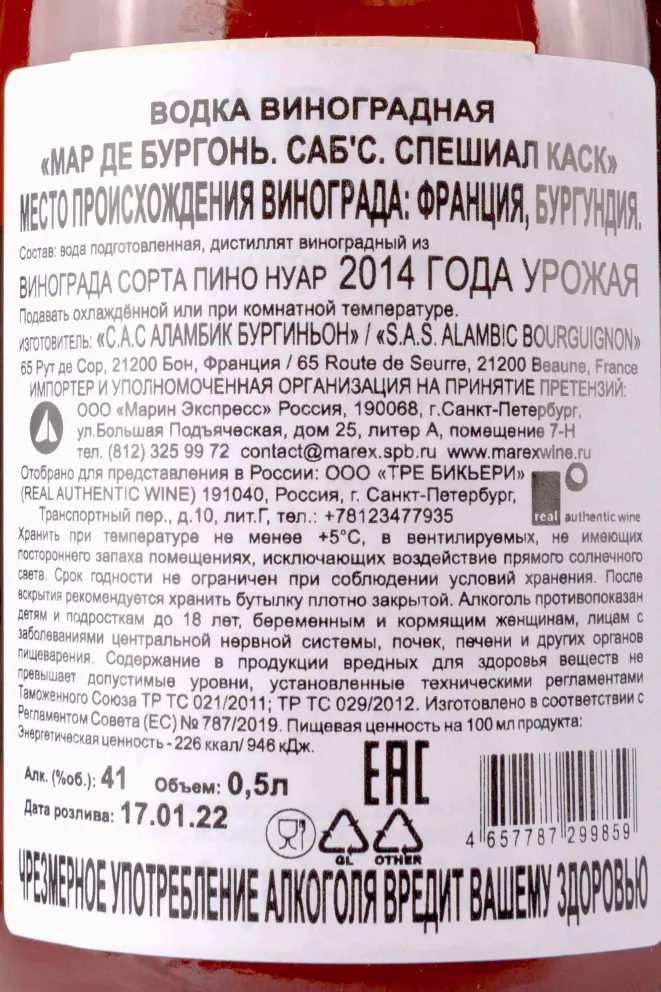 ВОДКА ВИНОГРАДНАЯ
«МАР ДЕ БУРГОНЬ. САБ'С. СПЕШИАЛ КАСК»
МЕСТО ПРОИСХОЖДЕНИЯ ВИНОГРАДА: ФРАНЦИЯ, БУРГУНДИЯ.
Состав: вода подготовленная, дистиллят виноградный из
ВИНОГРАДА СОРТА ПИНО НУАР 2014 ГОДА УРОЖАЯ
Подавать охлаждённой или при комнатной температуре.
ИЗГОТОВИТЕЛЬ: «С.А.С АЛАМБИК БУРГИНЬОН» / «S.A.S. ALAMBIC BOURGUIGNON»
65 Рут де Сор, 21200 Бон, Франция / 65 Route de Seurre, 21200 Beaune, France
ИМПОРТЕР И УПОЛНОМОЧЕННАЯ ОРГАНИЗАЦИЯ НА ПРИНЯТИЕ ПРЕТЕНЗИЙ:
ООО «Марин Экспресс» Россия, 190068, г.Санкт-Петербург,
ул.Большая Подъяческая, дом 25, литер А, помещение 7-Н
тел. (812) 325 99 72 contact@marex.spb.ru www.marexwine.ru
Отобрано для представления в России: ООО «ТРЕ БИКЬЕРИ»
(REAL AUTHENTIC WINE) 191040, Россия, г. Санкт-Петербург,
Транспортный пер., д.10, лит.Г, тел.: +78123477935
real authentic wine
Хранить при температуре не менее +5°С, в вентилируемых, не имеющих
постороннего запаха помещениях, исключающих воздействие прямого солнечного
света. Срок годности не ограничен при соблюдении условий хранения. После
вскрытия рекомендуется хранить бутылку плотно закрытой. Алкоголь противопоказан
детям и подросткам до 18 лет, беременным и кормящим женщинам, лицам с
заболеваниями центральной нервной системы, почек, печени и других органов
пищеварения. Содержание в продукции вредных для здоровья веществ не
превышает допустимые уровни, установленные техническими регламентами
Таможенного Союза ТР ТС 021/2011; ТР ТС 029/2012. Изготовлено в соответствии с
Регламентом Совета (ЕС) № 787/2019. Пищевая ценность на 100 мл продукта:
Энергетическая ценность - 226 ккал/ 946 кДж.
Алк. (%об.): 41 Объем: 0,5л
Дата розлива: 17.01.22
EAC
GL OTHER
4 657787 299859
ЧРЕЗМЕРНОЕ УПОТРЕБЛЕНИЕ АЛКОГОЛЯ ВРЕДИТ ВАШЕМУ ЗДОРОВЬЮ